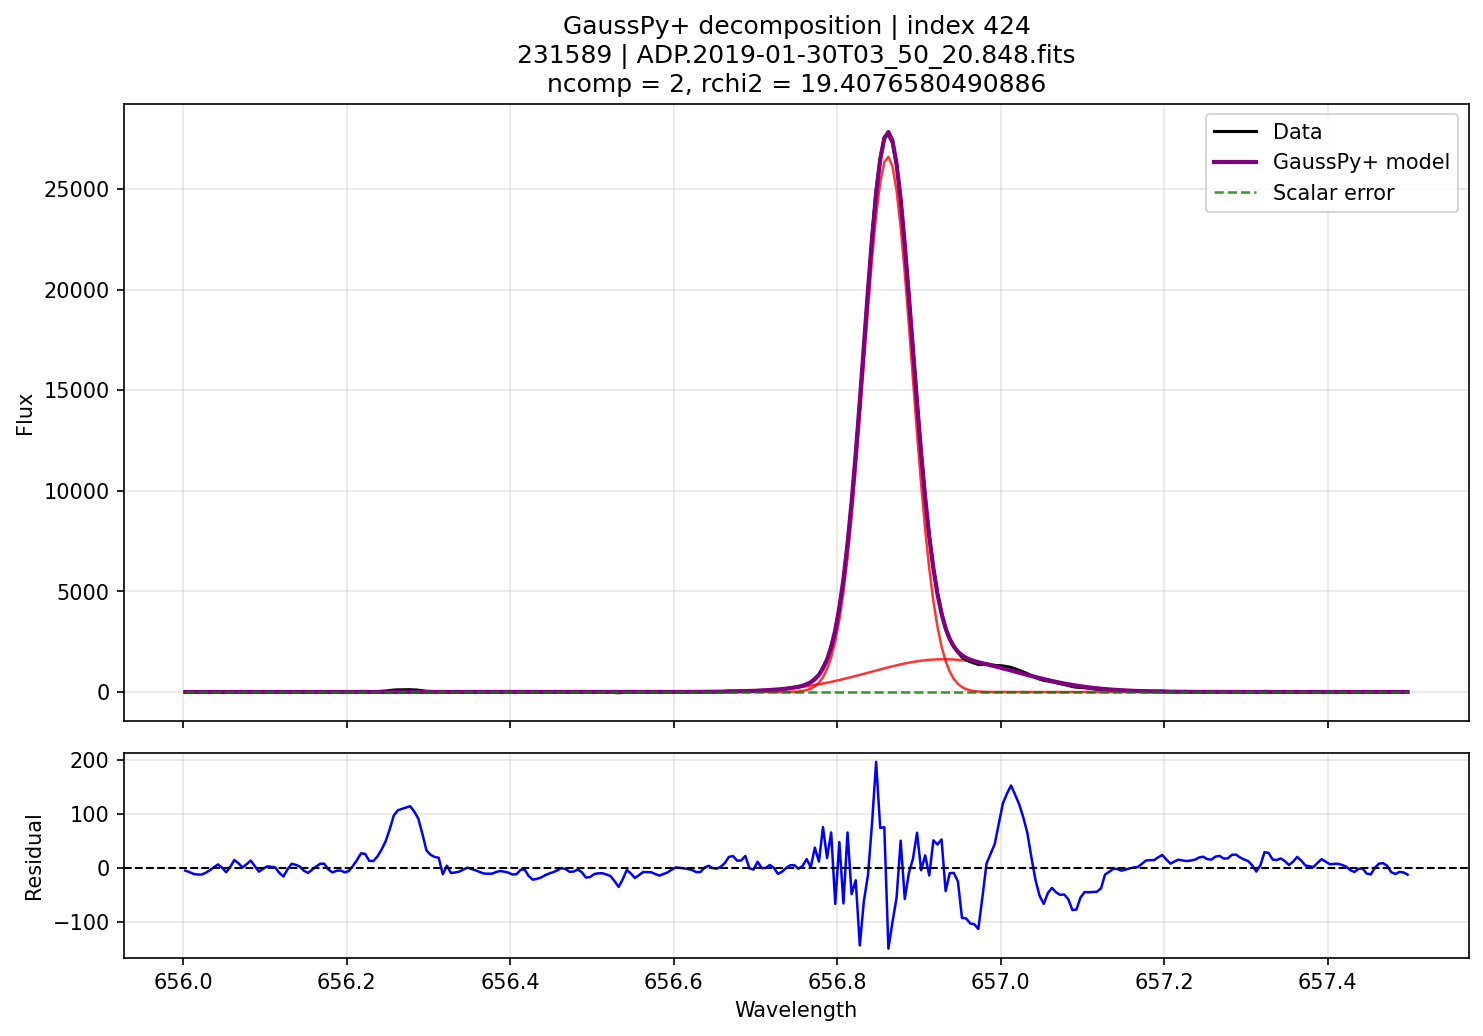 GaussPy+ decomposition | index 424
231589 | ADP.2019-01-30T03_50_20.848.fits
ncomp = 2, rchi2 = 19.4076580490886
Data
GaussPy+ model
Scalar error
Flux
25000
20000
15000
10000
5000
0
Residual
200
100
0
−100
656.0
656.2
656.4
656.6
656.8
657.0
657.2
657.4
Wavelength